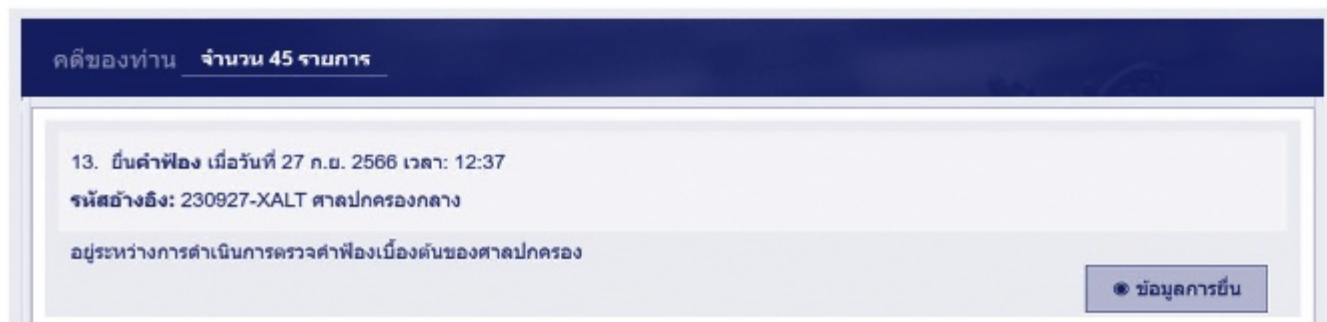 คดีของท่าน จำนวน 45 รายการ
13. ยื่นคำฟ้อง เมื่อวันที่ 27 ก.ย. 2566 เวลา: 12:37
รหัสอ้างอิง: 230927-XALT ศาลปกครองกลาง
อยู่ระหว่างการดำเนินการตรวจคำฟ้องเบื้องต้นของศาลปกครอง
ข้อมูลการยื่น